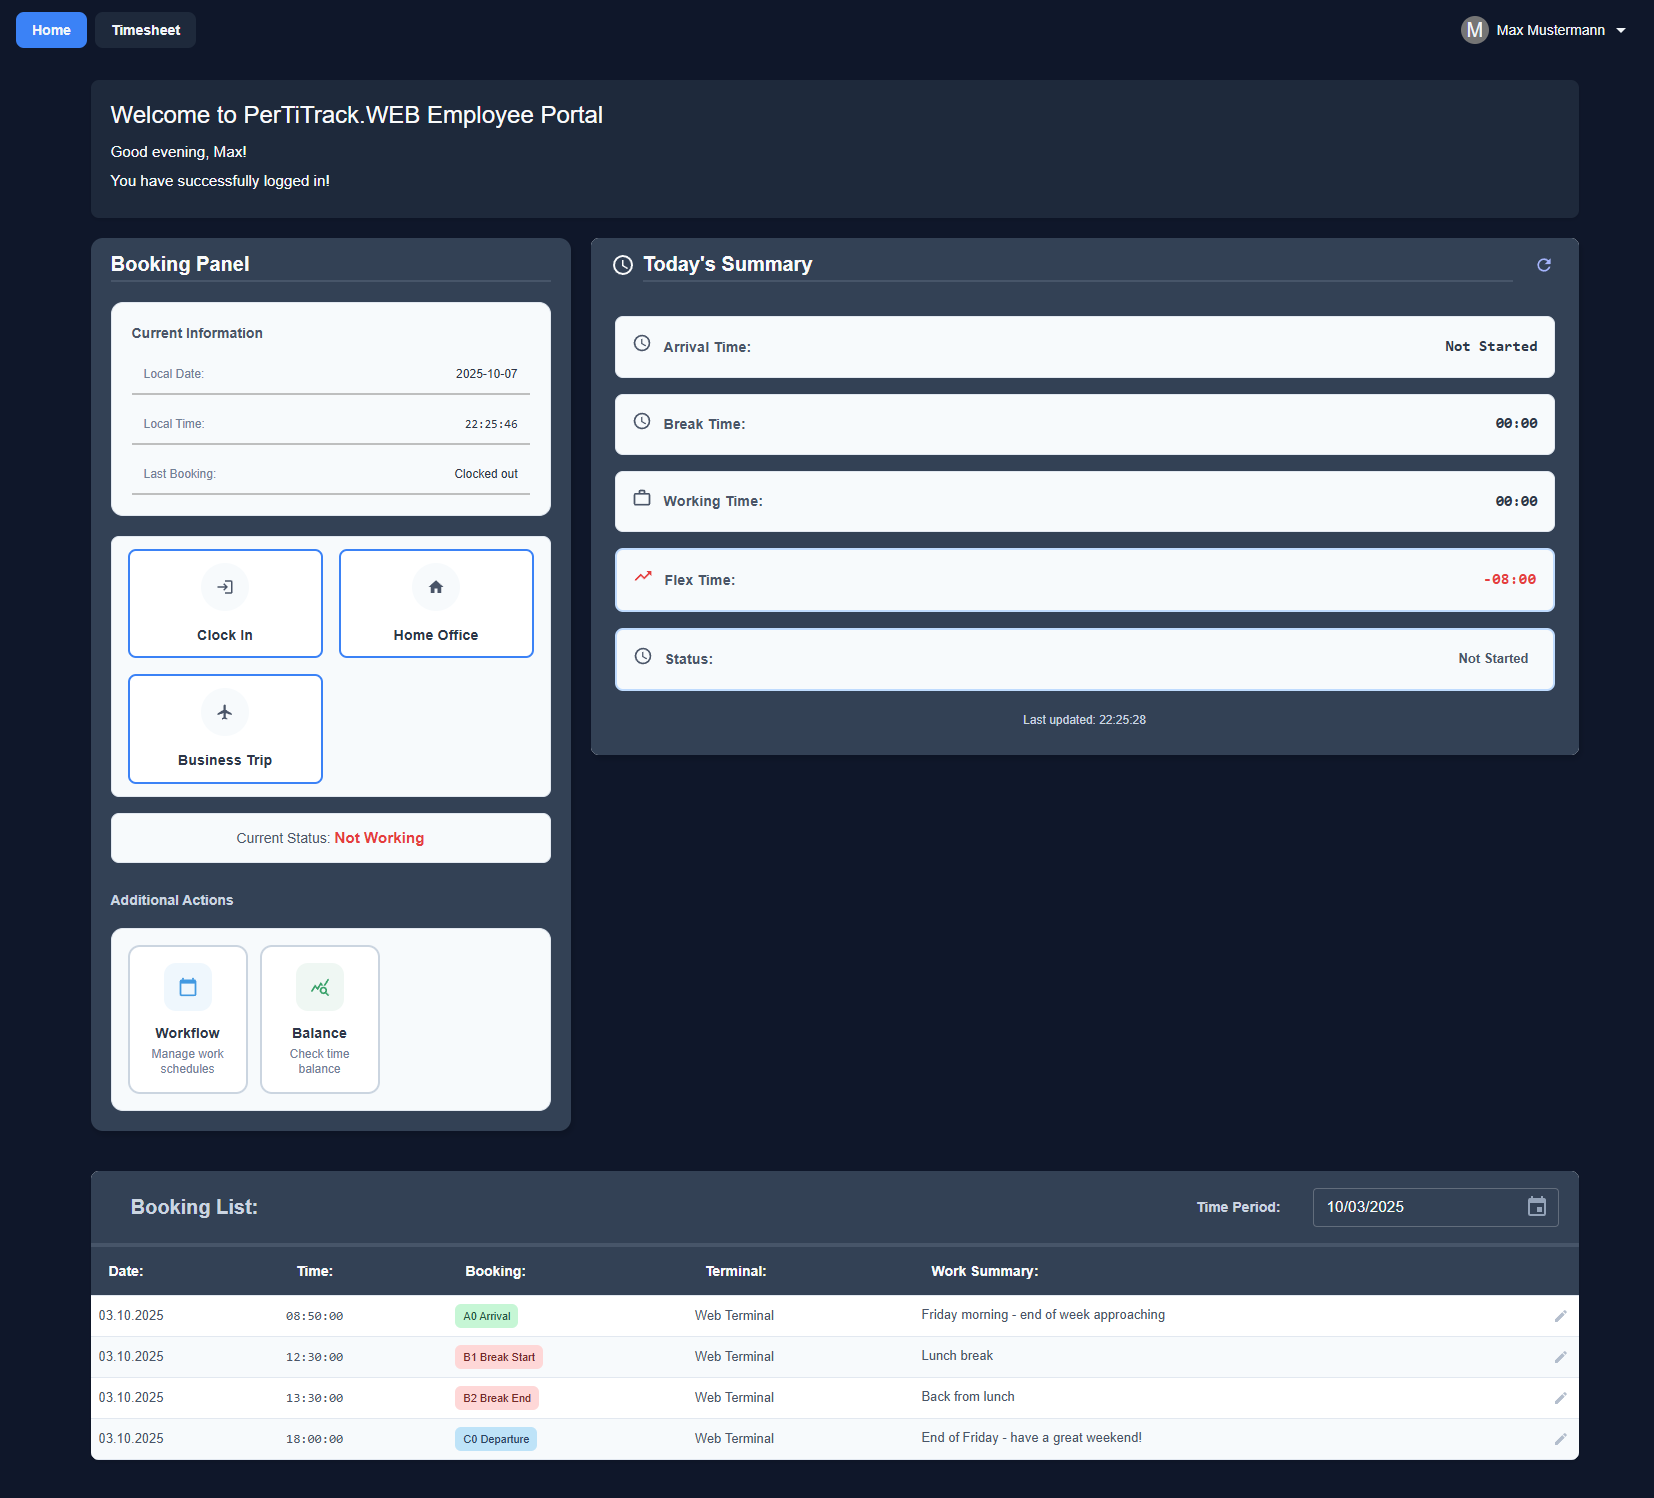 Home
Timesheet
M Max Mustermann
Welcome to PerTiTrack.WEB Employee Portal
Good evening, Max!
You have successfully logged in!
Booking Panel
Current Information
Local Date: 2025-10-07
Local Time: 22:25:46
Last Booking: Clocked out
Clock In
Home Office
Business Trip
Current Status: Not Working
Additional Actions
Workflow
Manage work
schedules
Balance
Check time
balance
Today's Summary
Arrival Time: Not Started
Break Time: 00:00
Working Time: 00:00
Flex Time: -08:00
Status: Not Started
Last updated: 22:25:28
Booking List:
Time Period: 10/03/2025
Date: Time: Booking: Terminal: Work Summary:
03.10.2025 08:50:00 A0 Arrival Web Terminal Friday morning - end of week approaching
03.10.2025 12:30:00 B1 Break Start Web Terminal Lunch break
03.10.2025 13:30:00 B2 Break End Web Terminal Back from lunch
03.10.2025 18:00:00 C0 Departure Web Terminal End of Friday - have a great weekend!